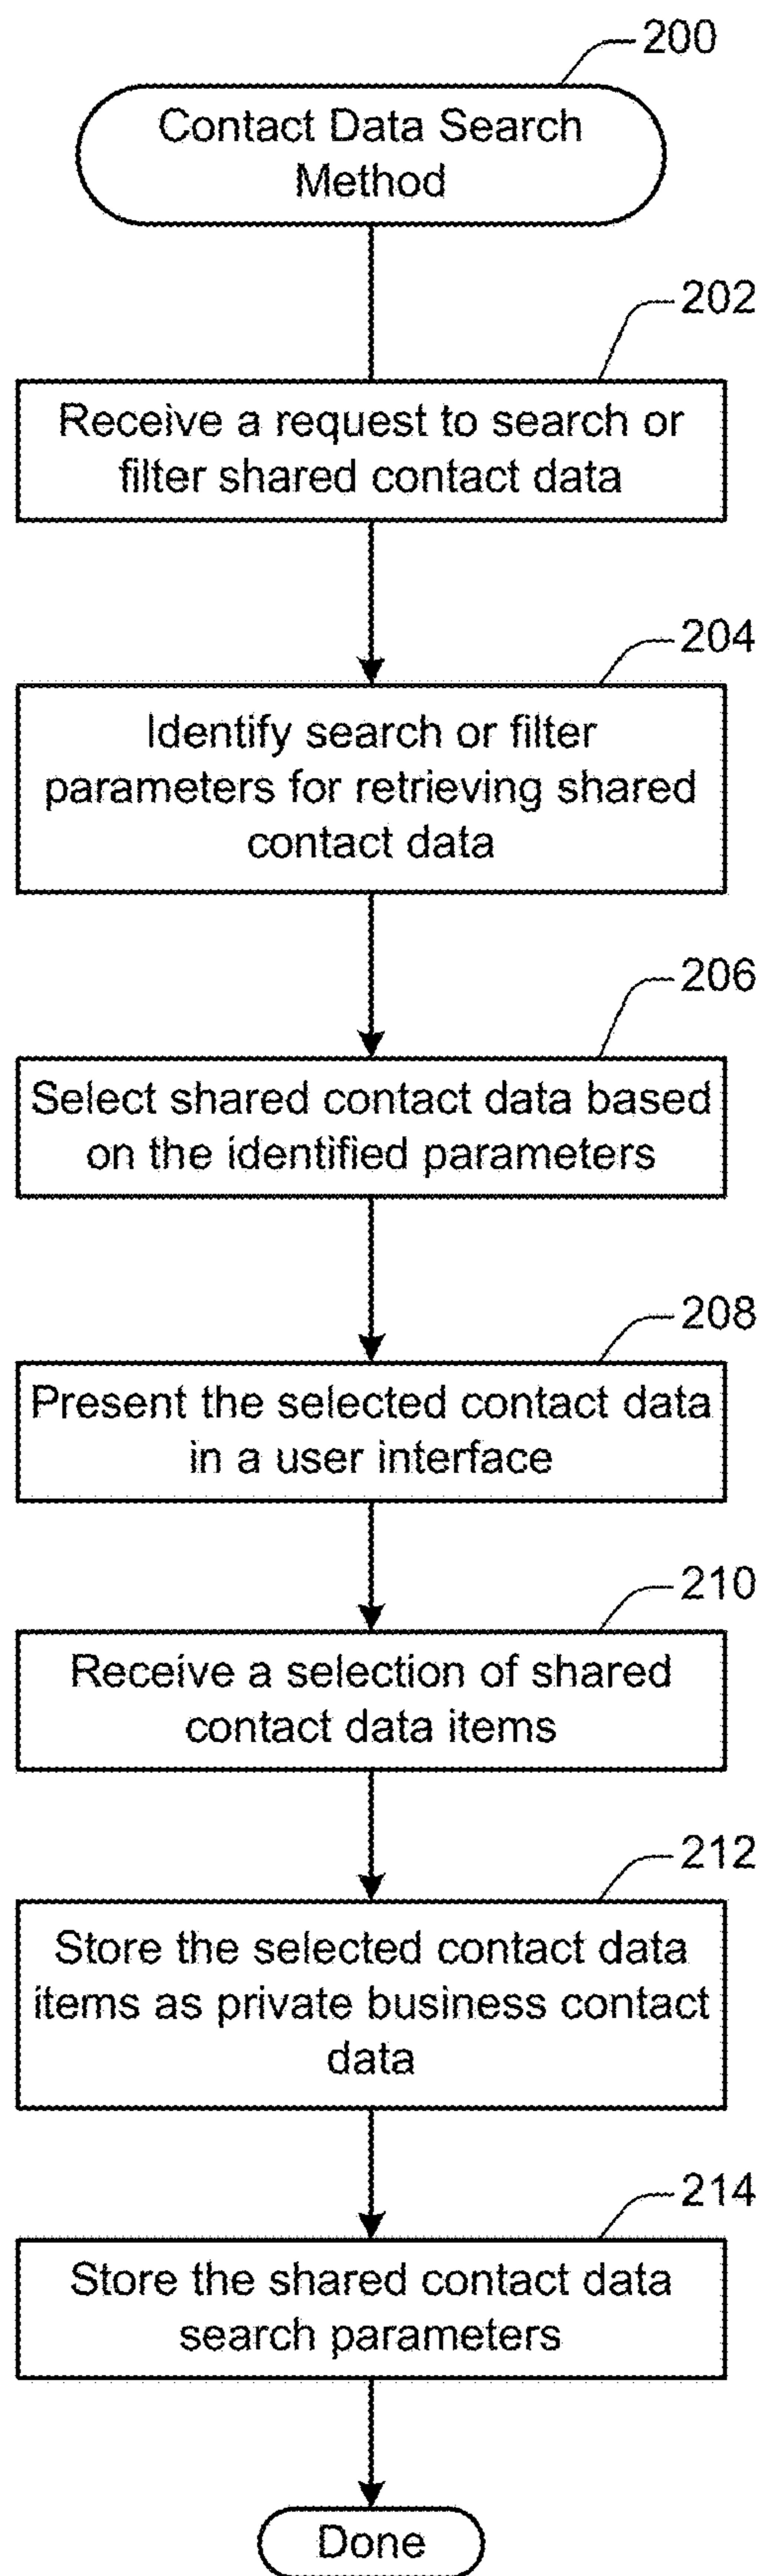 200
Contact Data Search
Method
202
Receive a request to search or
filter shared contact data
204
Identify search or filter
parameters for retrieving shared
contact data
206
Select shared contact data based
on the identified parameters
208
Present the selected contact data
in a user interface
210
Receive a selection of shared
contact data items
212
Store the selected contact data
items as private business contact
data
214
Store the shared contact data
search parameters
Done